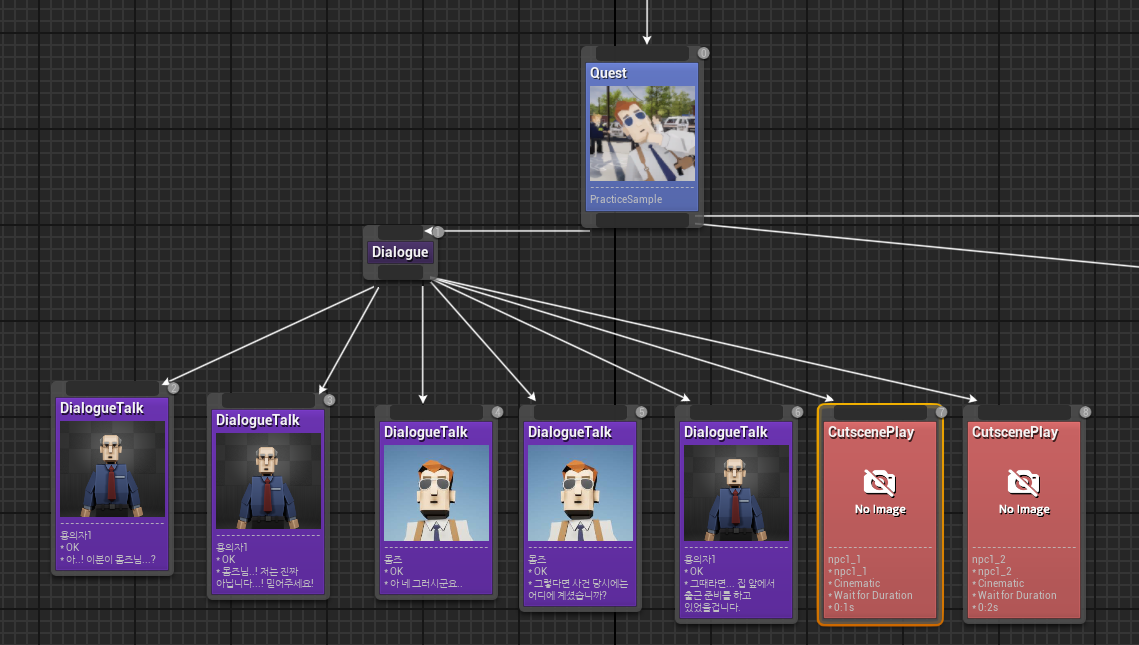 0
Quest
PracticeSample
1
Dialogue
2
DialogueTalk
용의자1
* OK
* 아..! 이분이 몸즈님...?
3
DialogueTalk
용의자1
* OK
* 몸즈님..! 저는 진짜
아닙니다...! 믿어주세요!
4
DialogueTalk
몸즈
* OK
* 아 네 그러시군요..
5
DialogueTalk
몸즈
* OK
* 그렇다면 사건 당시에는
어디에 계셨습니까?
6
DialogueTalk
용의자1
* OK
* 그때라면... 집 앞에서
출근 준비를 하고
있었을겁니다.
7
CutscenePlay
No Image
npc1_1
* npc1_1
* Cinematic
* Wait for Duration
* 0:1s
8
CutscenePlay
No Image
npc1_2
* npc1_2
* Cinematic
* Wait for Duration
* 0:2s